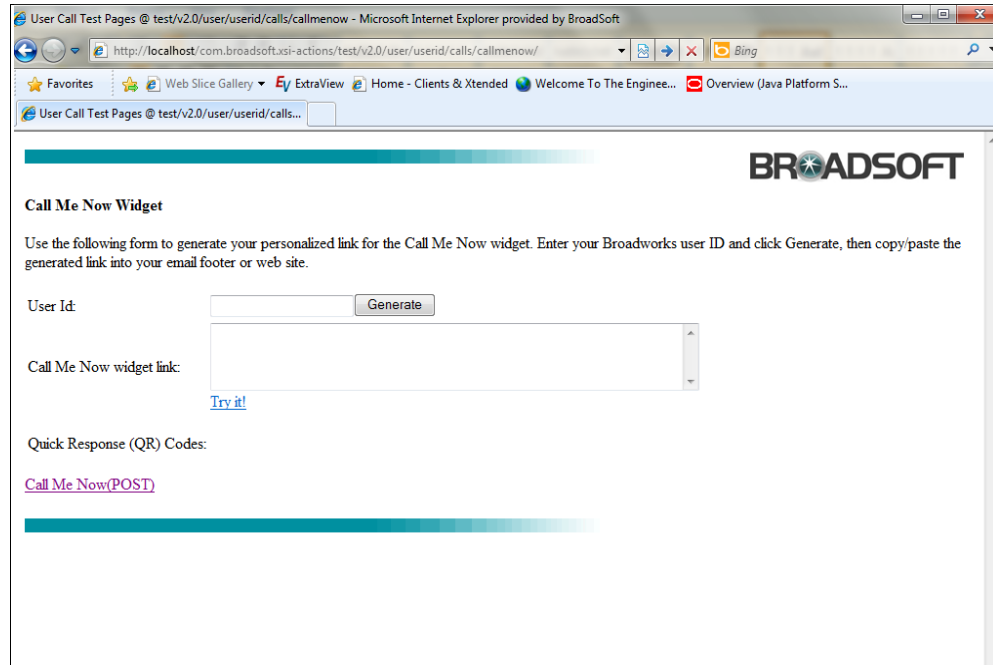 User Call Test Pages @ test/v2.0/user/userid/calls/callmenow - Microsoft Internet Explorer provided by BroadSoft
http://localhost/com.broadsoft.xsi-actions/test/v2.0/user/userid/calls/callmenow/
Bing
Favorites Web Slice Gallery ExtraView Home - Clients & Xtended Welcome To The Enginee... Overview (Java Platform S...
User Call Test Pages @ test/v2.0/user/userid/calls...
BROADSOFT
Call Me Now Widget
Use the following form to generate your personalized link for the Call Me Now widget. Enter your Broadworks user ID and click Generate, then copy/paste the
generated link into your email footer or web site.
User Id:
Generate
Call Me Now widget link:
Try it!
Quick Response (QR) Codes:
Call Me Now(POST)